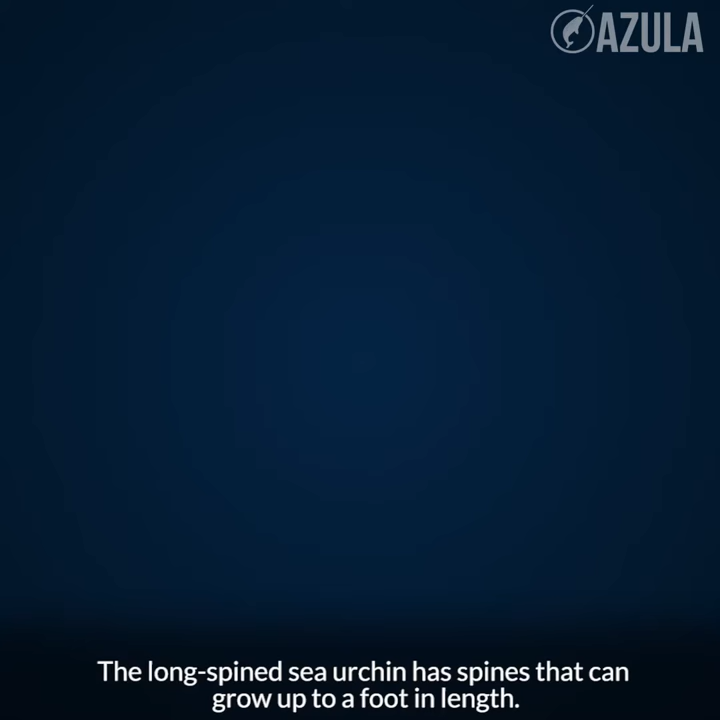 AZULA
The long-spined sea urchin has spines that can
grow up to a foot in length.